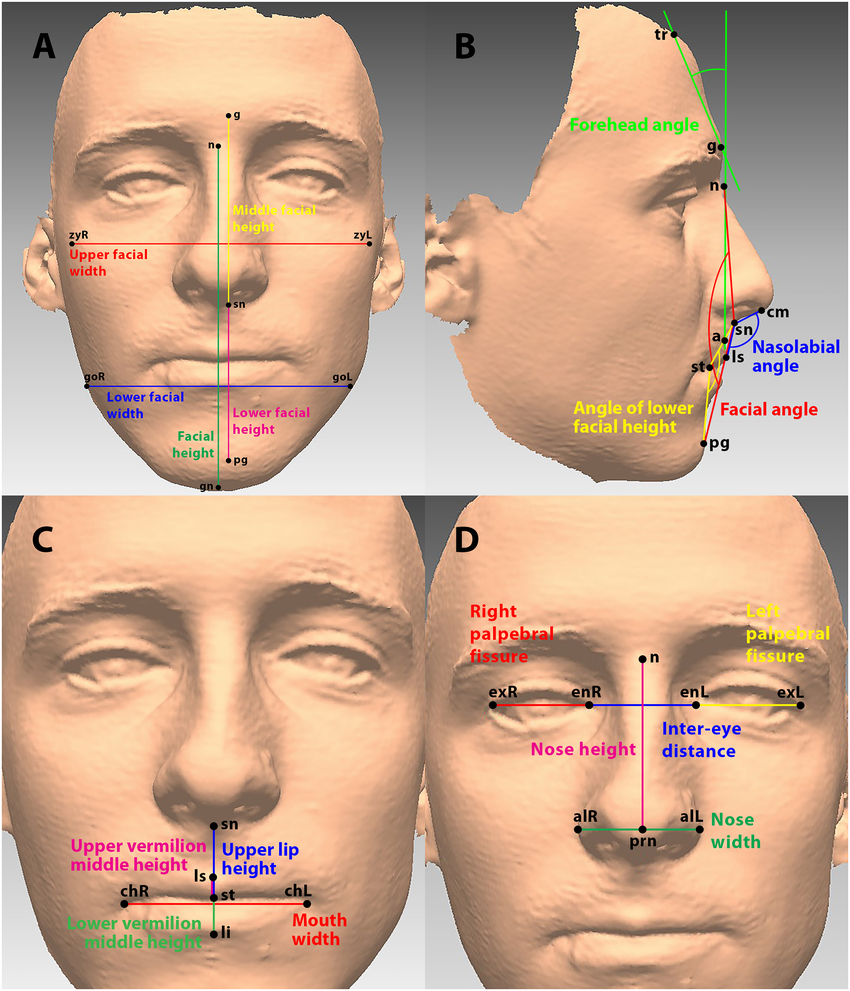 A
g
n
Middle facial
height
zyR
zyL
Upper facial
width
sn
goR
goL
Lower facial
width
Lower facial
height
Facial
height
pg
gn
B
tr
Forehead angle
g
n
cm
sn
a
ls
Nasolabial
angle
st
Angle of lower
facial height
Facial angle
pg
C
sn
Upper vermilion
middle height
Upper lip
height
ls
chR
st
chL
Lower vermilion
middle height
li
Mouth
width
D
Right
palpebral
fissure
Left
palpebral
fissure
n
exR
enR
enL
exL
Inter-eye
distance
Nose height
alR
alL
prn
Nose
width